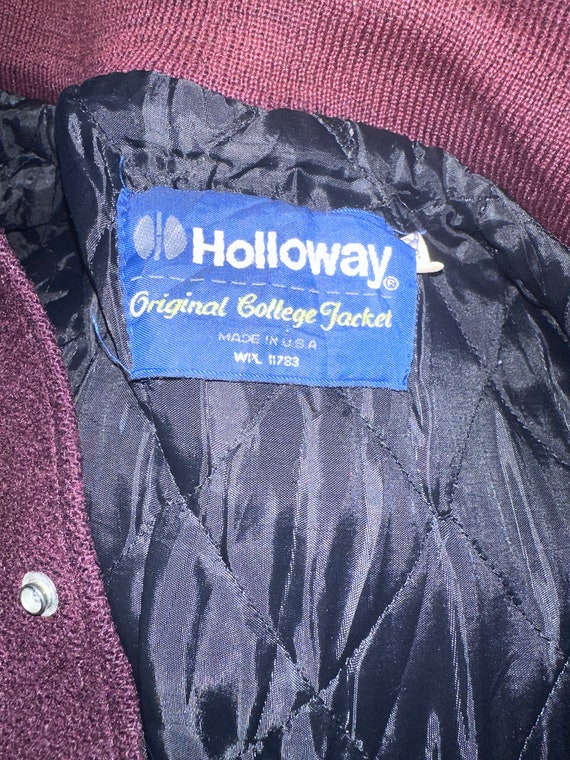 Holloway®
Original College Jacket
MADE IN U.S.A
WPL 11783